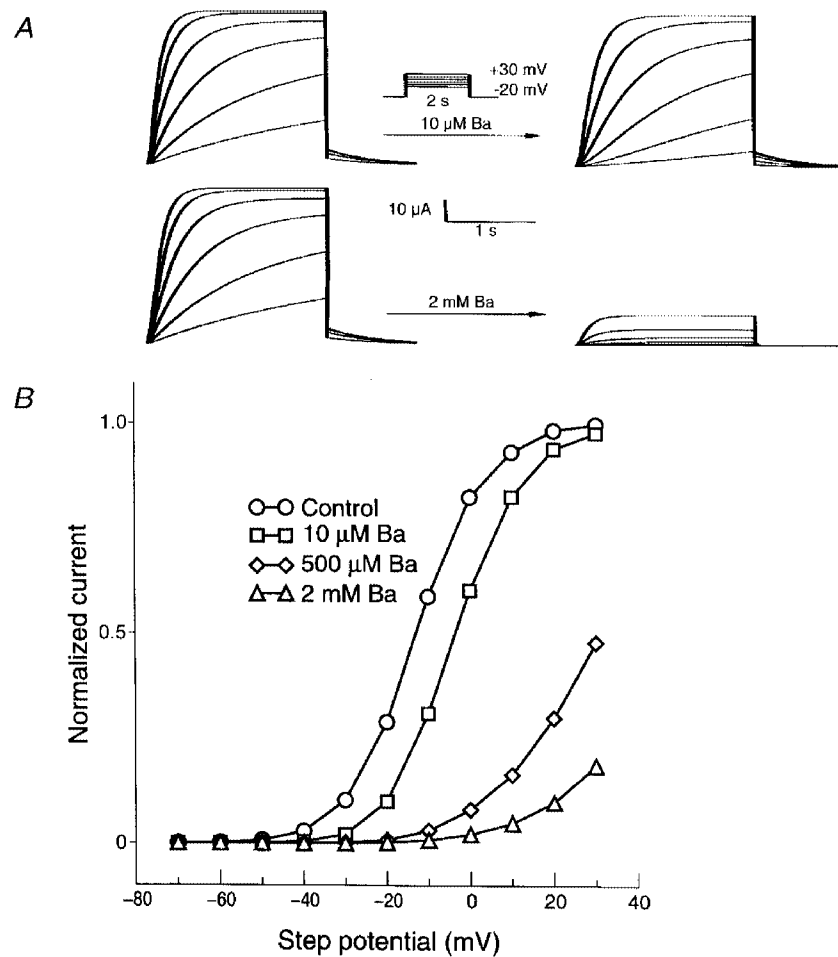 A
+30 mV
-20 mV
2 s
10 µM Ba
10 µA
1 s
2 mM Ba
B
1.0
0.5
0
Normalized current
Control
10 µM Ba
500 µM Ba
2 mM Ba
−80
−60
−40
−20
0
20
40
Step potential (mV)